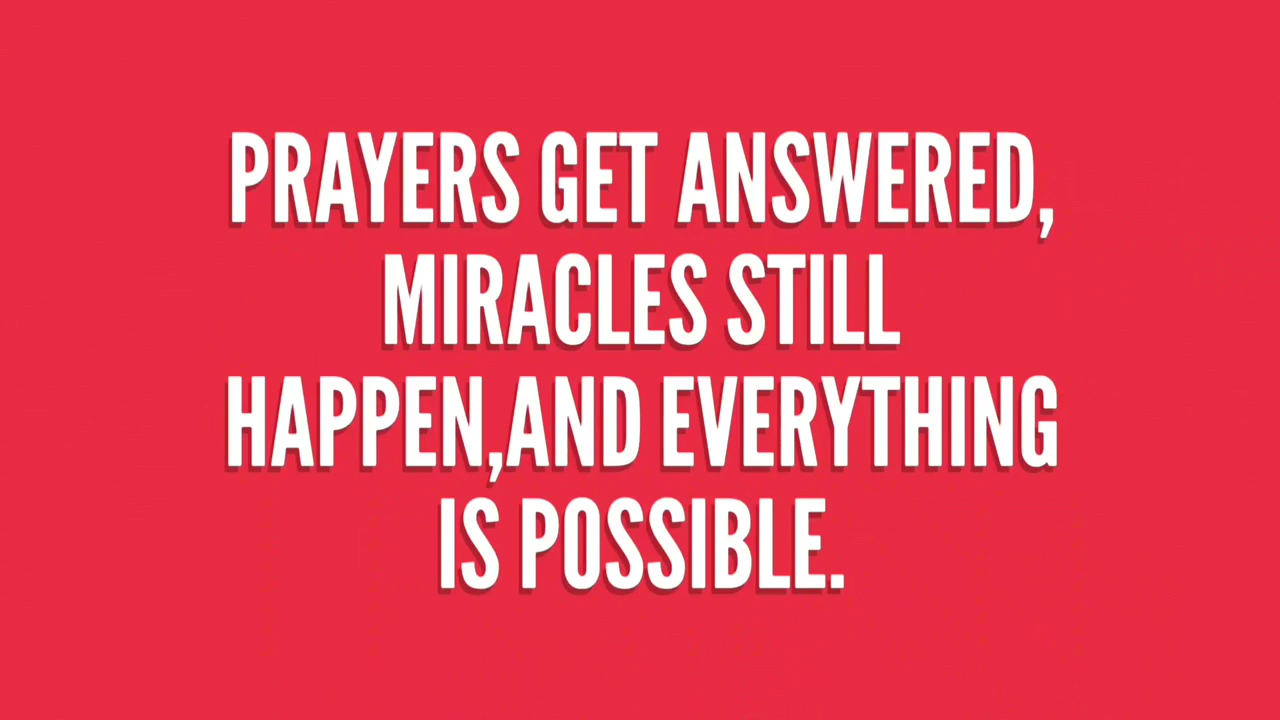 PRAYERS GET ANSWERED,
MIRACLES STILL
HAPPEN,AND EVERYTHING
IS POSSIBLE.